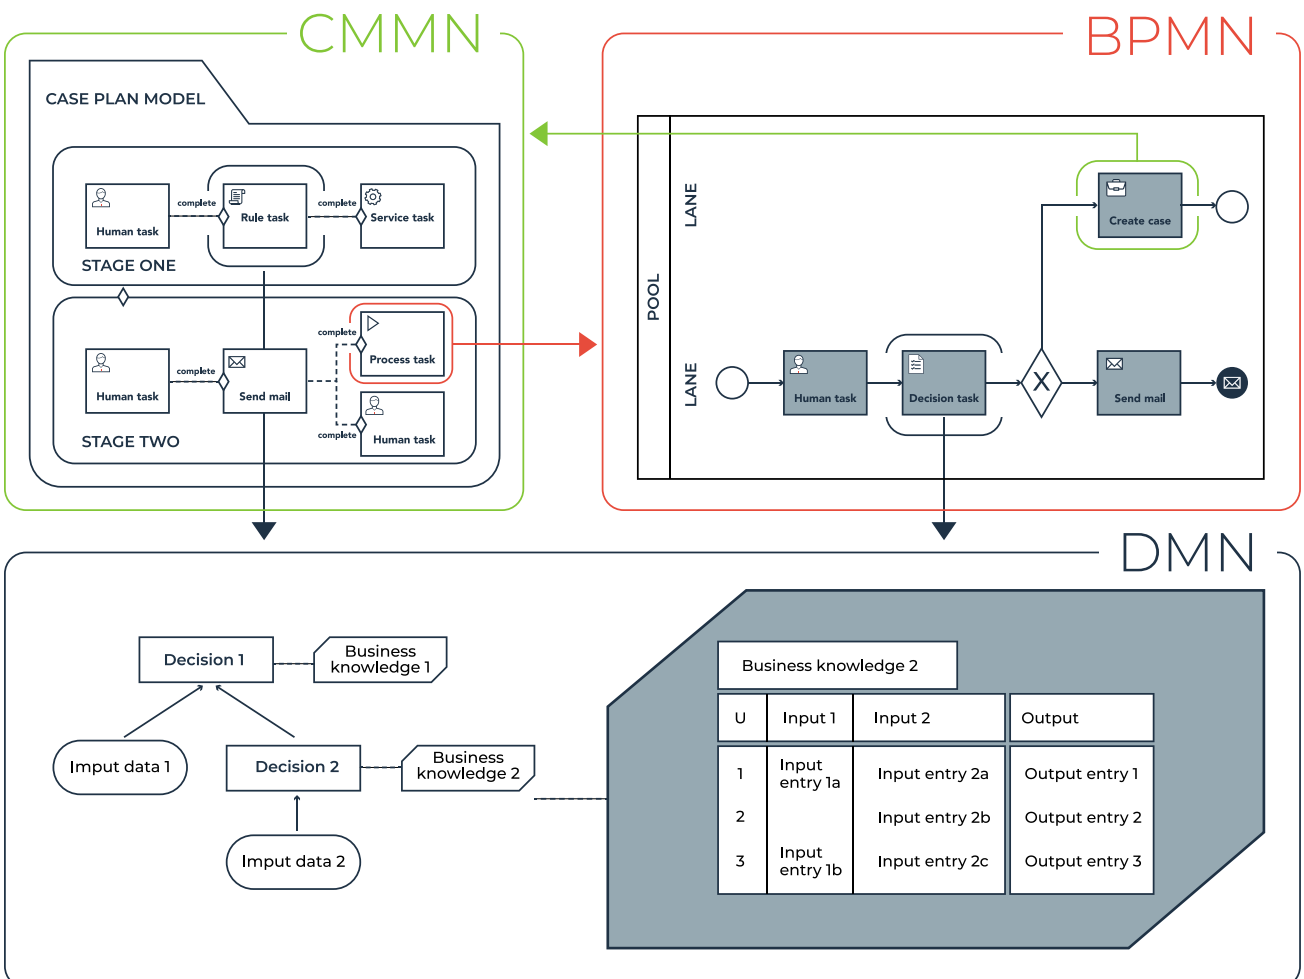 CMMN
CASE PLAN MODEL
Human task
complete
Rule task
complete
Service task
STAGE ONE
Human task
complete
Send mail
complete
Process task
complete
Human task
STAGE TWO
BPMN
POOL
LANE
Create case
LANE
Human task
Decision task
X
Send mail
DMN
Decision 1
Business
knowledge 1
Imput data 1
Decision 2
Business
knowledge 2
Imput data 2
Business knowledge 2
U Input 1 Input 2 Output
1 Input
entry 1a Input entry 2a Output entry 1
2 Input entry 2b Output entry 2
3 Input
entry 1b Input entry 2c Output entry 3